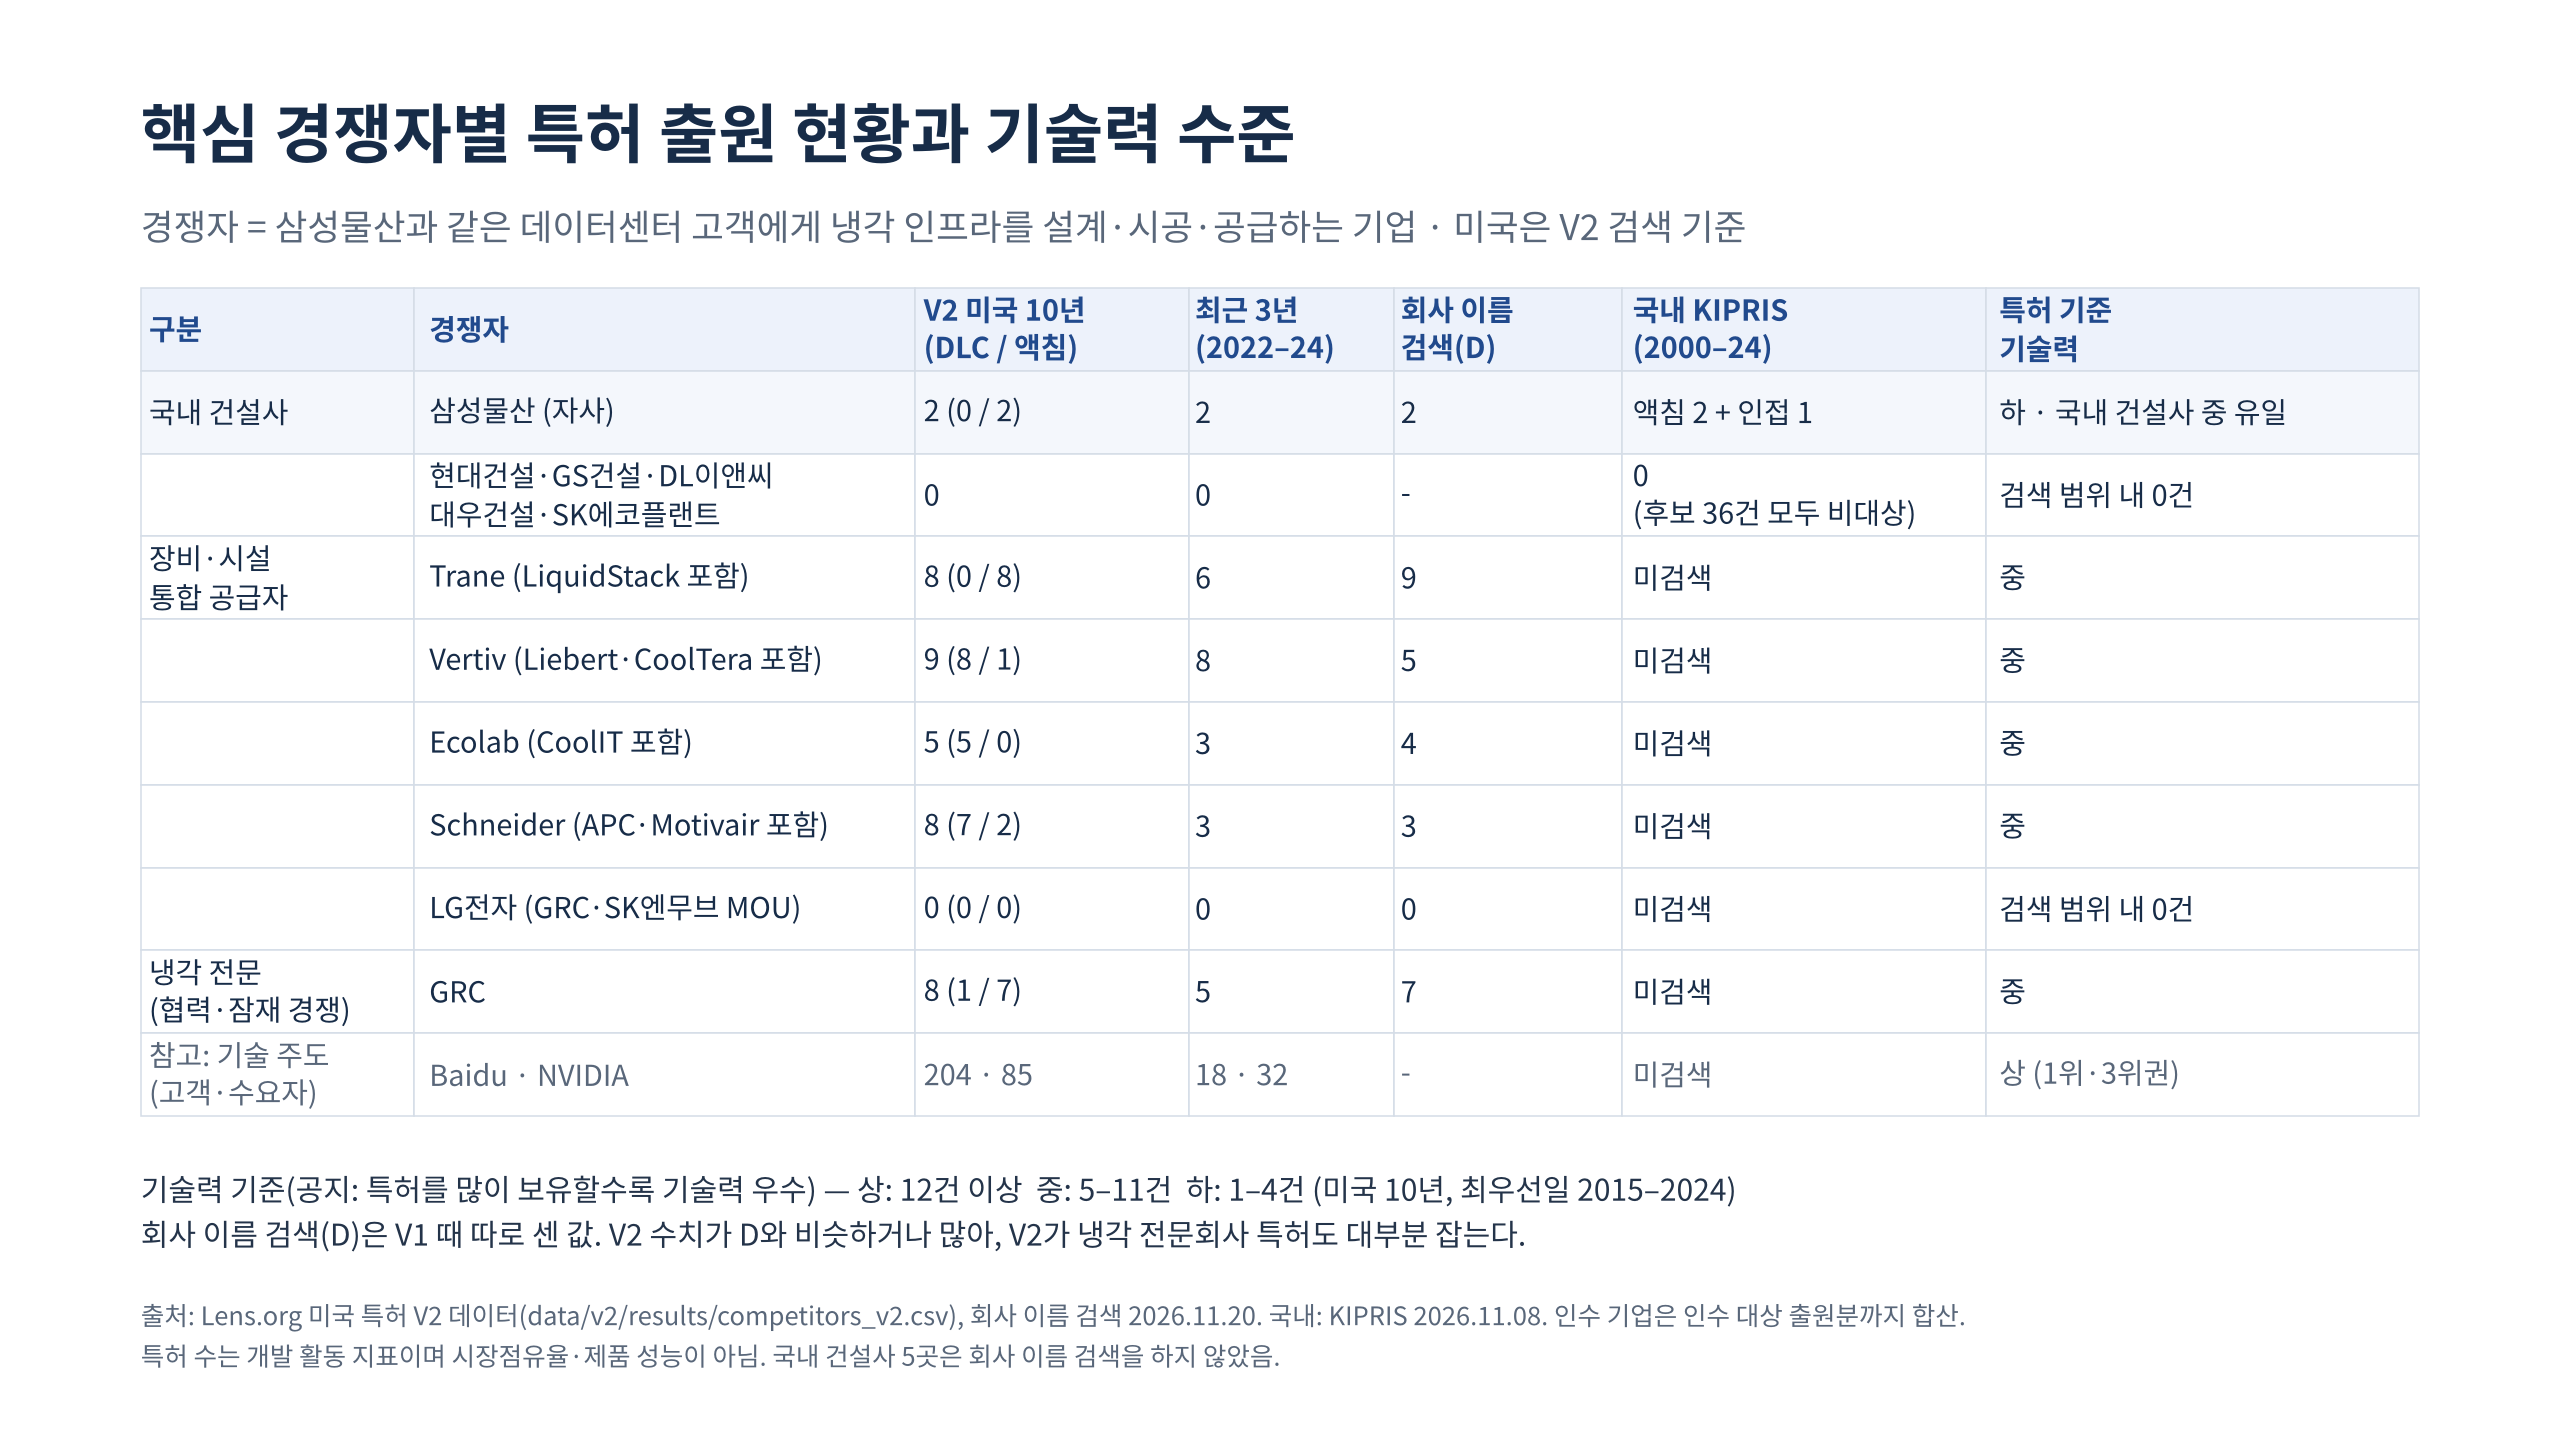 핵심 경쟁자별 특허 출원 현황과 기술력 수준
경쟁자 = 삼성물산과 같은 데이터센터 고객에게 냉각 인프라를 설계·시공·공급하는 기업 · 미국은 V2 검색 기준
구분
경쟁자
V2 미국 10년
(DLC / 액침)
최근 3년
(2022–24)
회사 이름
검색(D)
국내 KIPRIS
(2000–24)
특허 기준
기술력
국내 건설사
삼성물산 (자사)
2 (0 / 2)
2
2
액침 2 + 인접 1
하 · 국내 건설사 중 유일
현대건설·GS건설·DL이앤씨
대우건설·SK에코플랜트
0
0
-
0
(후보 36건 모두 비대상)
검색 범위 내 0건
장비·시설
통합 공급자
Trane (LiquidStack 포함)
8 (0 / 8)
6
9
미검색
중
Vertiv (Liebert·CoolTera 포함)
9 (8 / 1)
8
5
미검색
중
Ecolab (CoolIT 포함)
5 (5 / 0)
3
4
미검색
중
Schneider (APC·Motivair 포함)
8 (7 / 2)
3
3
미검색
중
LG전자 (GRC·SK엔무브 MOU)
0 (0 / 0)
0
0
미검색
검색 범위 내 0건
냉각 전문
(협력·잠재 경쟁)
GRC
8 (1 / 7)
5
7
미검색
중
참고: 기술 주도
(고객·수요자)
Baidu · NVIDIA
204 · 85
18 · 32
-
미검색
상 (1위·3위권)
기술력 기준(공지: 특허를 많이 보유할수록 기술력 우수) — 상: 12건 이상  중: 5–11건  하: 1–4건 (미국 10년, 최우선일 2015–2024)
회사 이름 검색(D)은 V1 때 따로 센 값. V2 수치가 D와 비슷하거나 많아, V2가 냉각 전문회사 특허도 대부분 잡는다.
출처: Lens.org 미국 특허 V2 데이터(data/v2/results/competitors_v2.csv), 회사 이름 검색 2026.11.20. 국내: KIPRIS 2026.11.08. 인수 기업은 인수 대상 출원분까지 합산.
특허 수는 개발 활동 지표이며 시장점유율·제품 성능이 아님. 국내 건설사 5곳은 회사 이름 검색을 하지 않았음.